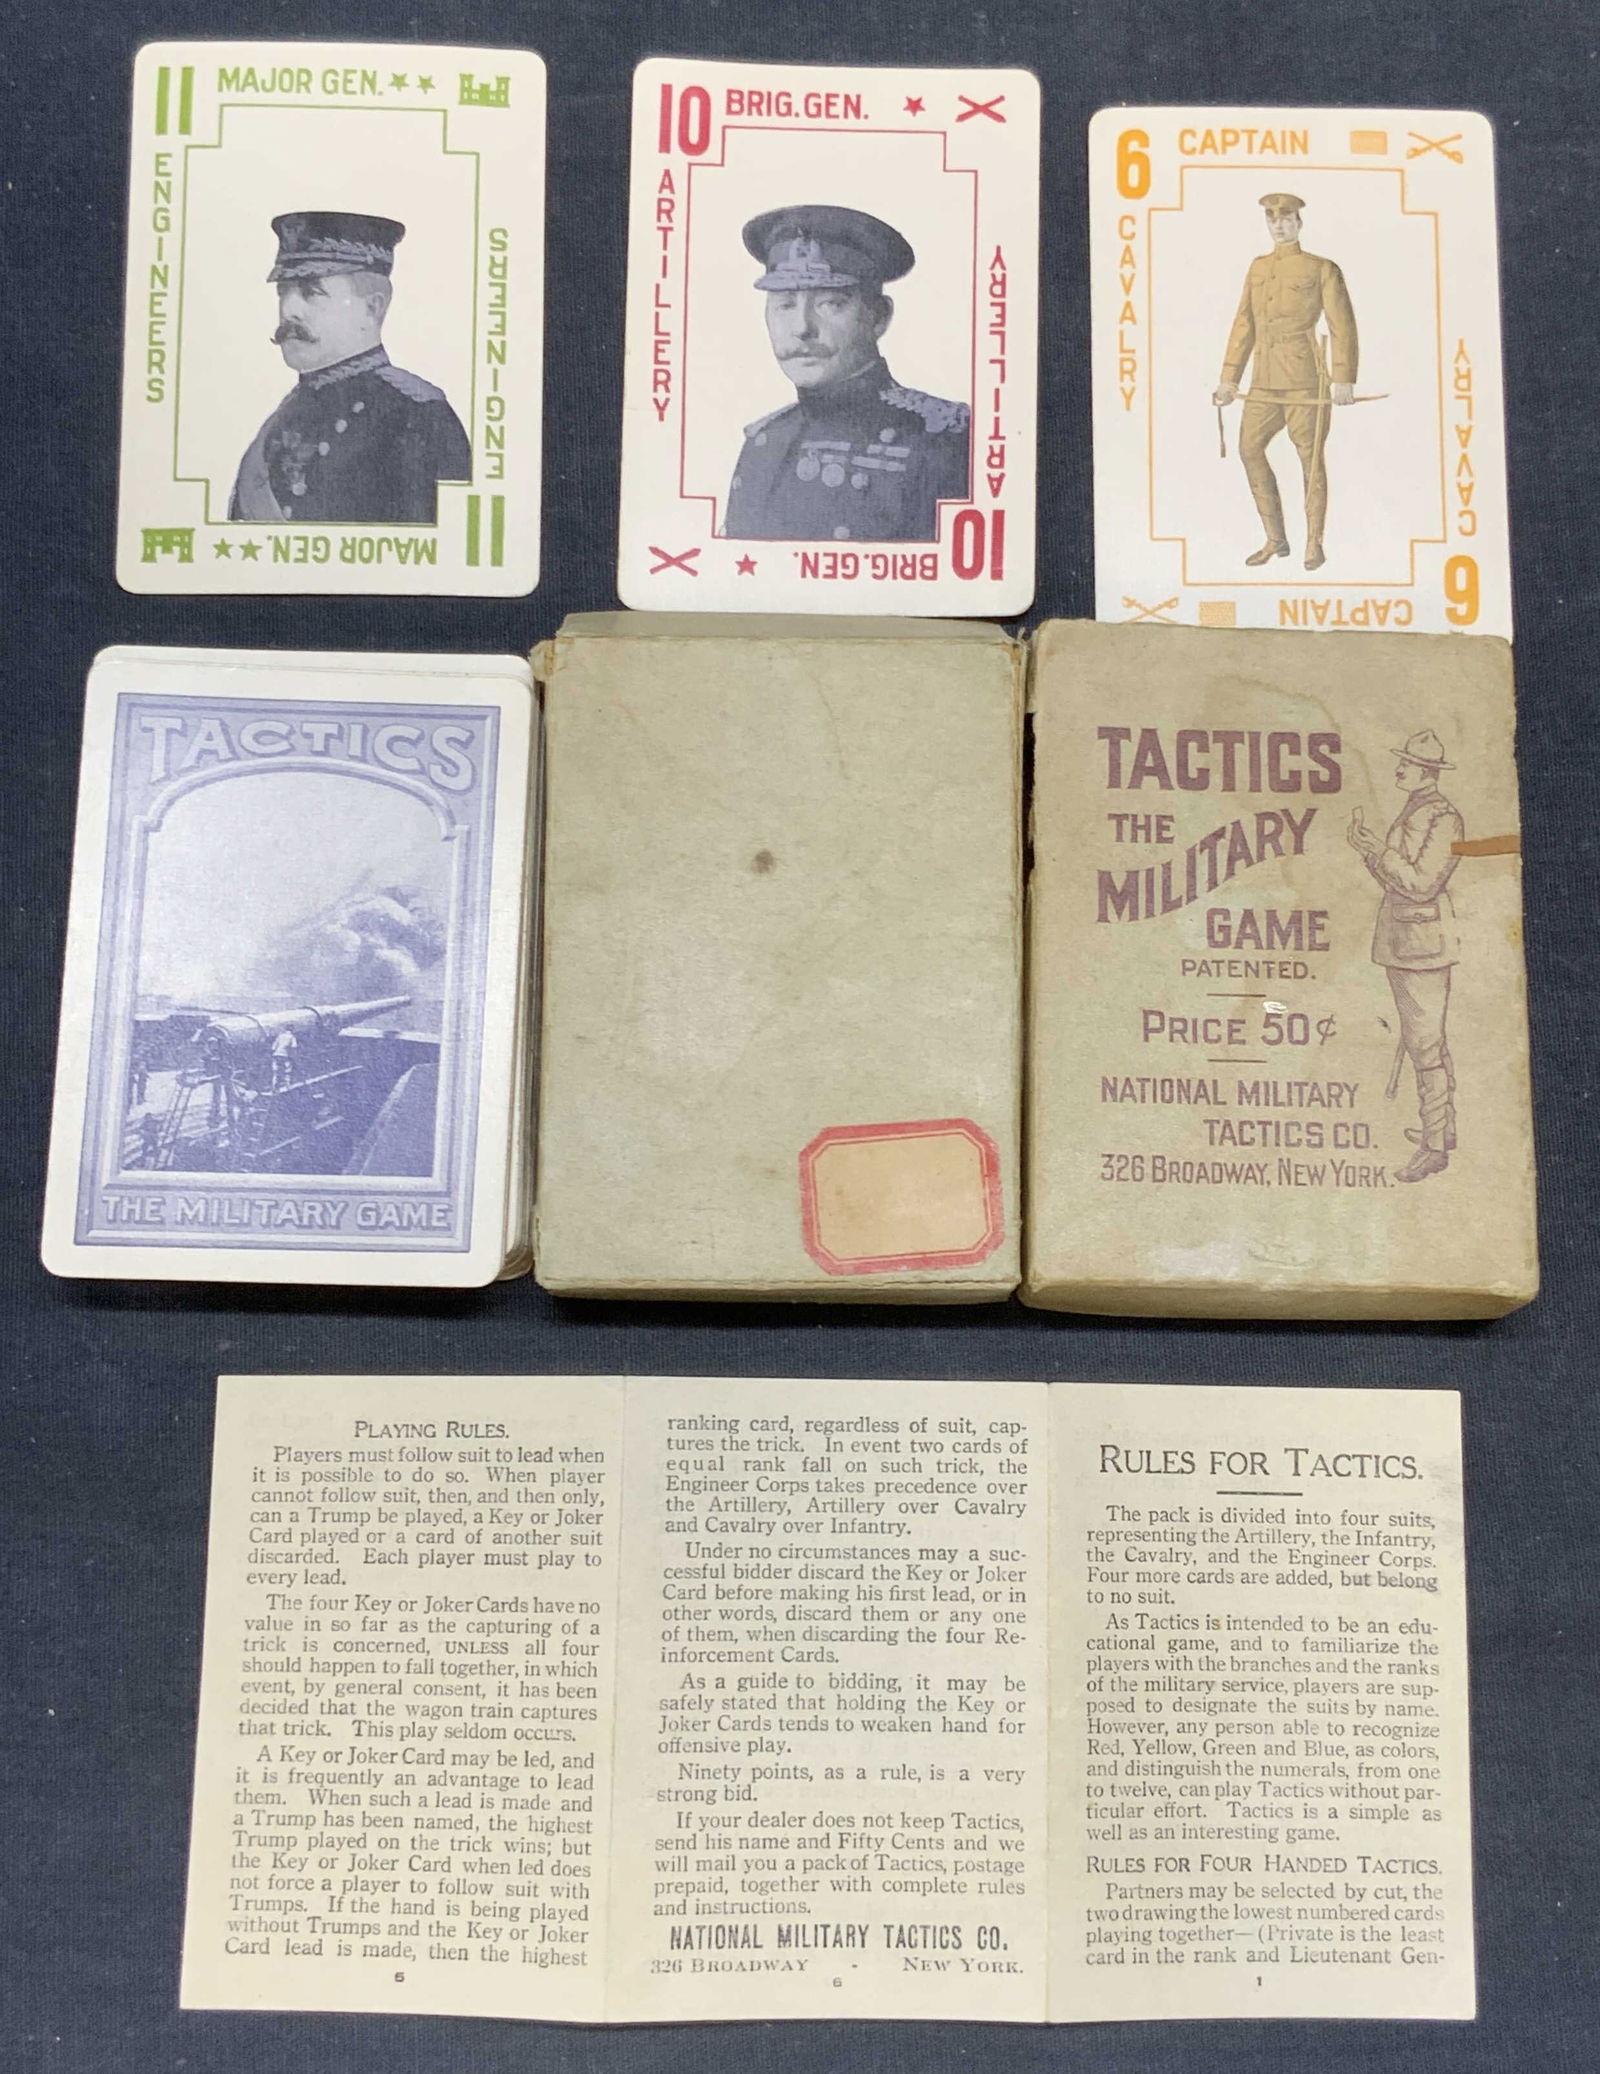 11 MAJOR GEN.
ENGINEERS
ENGINEERS
11
MAJOR GEN.
10 BRIG. GEN.
ARTILLERY
ARTILLERY
10
BRIG. GEN.
6 CAPTAIN
CAVALRY
CAVALRY
6
CAPTAIN
TACTICS
THE MILITARY GAME
TACTICS
THE
MILITARY
GAME
PATENTED.
PRICE 50¢
NATIONAL MILITARY
TACTICS CO.
326 BROADWAY, NEW YORK.
PLAYING RULES.
Players must follow suit to lead when
it is possible to do so. When player
cannot follow suit, then, and then only,
can a Trump be played, a Key or Joker
Card played or a card of another suit
discarded. Each player must play to
every lead.
The four Key or Joker Cards have no
value in so far as the capturing of a
trick is concerned, UNLESS all four
should happen to fall together, in which
event, by general consent, it has been
decided that the wagon train captures
that trick. This play seldom occurs.
A Key or Joker Card may be led, and
it is frequently an advantage to lead
them. When such a lead is made and
a Trump has been named, the highest
Trump played on the trick wins; but
the Key or Joker Card when led does
not force a player to follow suit with
Trumps. If the hand is being played
without Trumps and the Key or Joker
Card lead is made, then the highest
5
ranking card, regardless of suit, cap-
tures the trick. In event two cards of
equal rank fall on such trick, the
Engineer Corps takes precedence over
the Artillery, Artillery over Cavalry
and Cavalry over Infantry.
Under no circumstances may a suc-
cessful bidder discard the Key or Joker
Card before making his first lead, or in
other words, discard them or any one
of them, when discarding the four Re-
inforcement Cards.
As a guide to bidding, it may be
safely stated that holding the Key or
Joker Cards tends to weaken hand for
offensive play.
Ninety points, as a rule, is a very
strong bid.
If your dealer does not keep Tactics,
send his name and Fifty Cents and we
will mail you a pack of Tactics, postage
prepaid, together with complete rules
and instructions.
NATIONAL MILITARY TACTICS CO.
326 BROADWAY - NEW YORK.
6
RULES FOR TACTICS.
The pack is divided into four suits,
representing the Artillery, the Infantry,
the Cavalry, and the Engineer Corps.
Four more cards are added, but belong
to no suit.
As Tactics is intended to be an edu-
cational game, and to familiarize the
players with the branches and the ranks
of the military service, players are sup-
posed to designate the suits by name.
However, any person able to recognize
Red, Yellow, Green and Blue, as colors,
and distinguish the numerals, from one
to twelve, can play Tactics without par-
ticular effort. Tactics is a simple as
well as an interesting game.
RULES FOR FOUR HANDED TACTICS.
Partners may be selected by cut, the
two drawing the lowest numbered cards
playing together—(Private is the least
card in the rank and Lieutenant Gen-
1